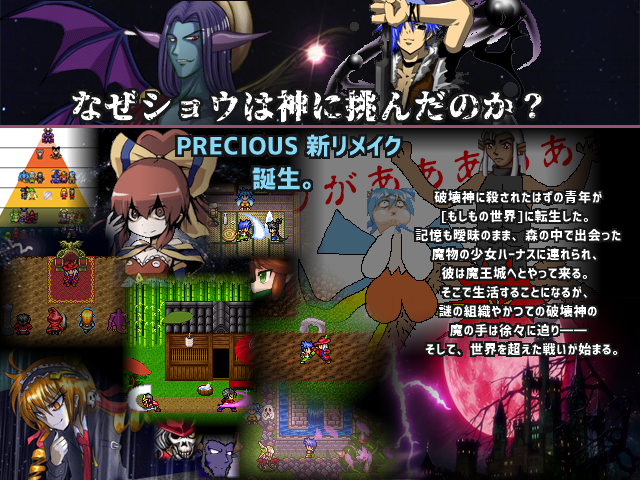 なぜショウは神に挑んだのか？
PRECIOUS 新リメイク
誕生。
がああああああ
破壊神に殺されたはずの青年が
[もしもの世界]に転生した。
記憶も曖昧のまま、森の中で出会った
魔物の少女ハーナスに連れられ、
彼は魔王城へとやって来る。
そこで生活することになるが、
謎の組織やかつての破壊神の
魔の手は徐々に迫り――
そして、世界を超えた戦いが始まる。